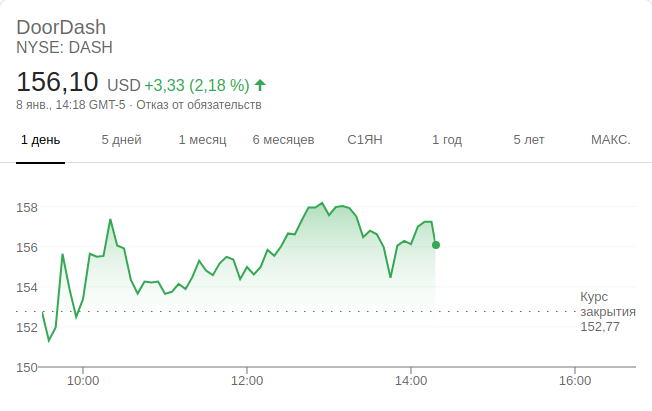 DoorDash
NYSE: DASH
156,10 USD +3,33 (2,18 %)
8 янв., 14:18 GMT-5 · Отказ от обязательств
1 день 5 дней 1 месяц 6 месяцев С1ЯН 1 год 5 лет МАКС.
158
156
154
152
150
Курс
закрытия
152,77
10:00 12:00 14:00 16:00